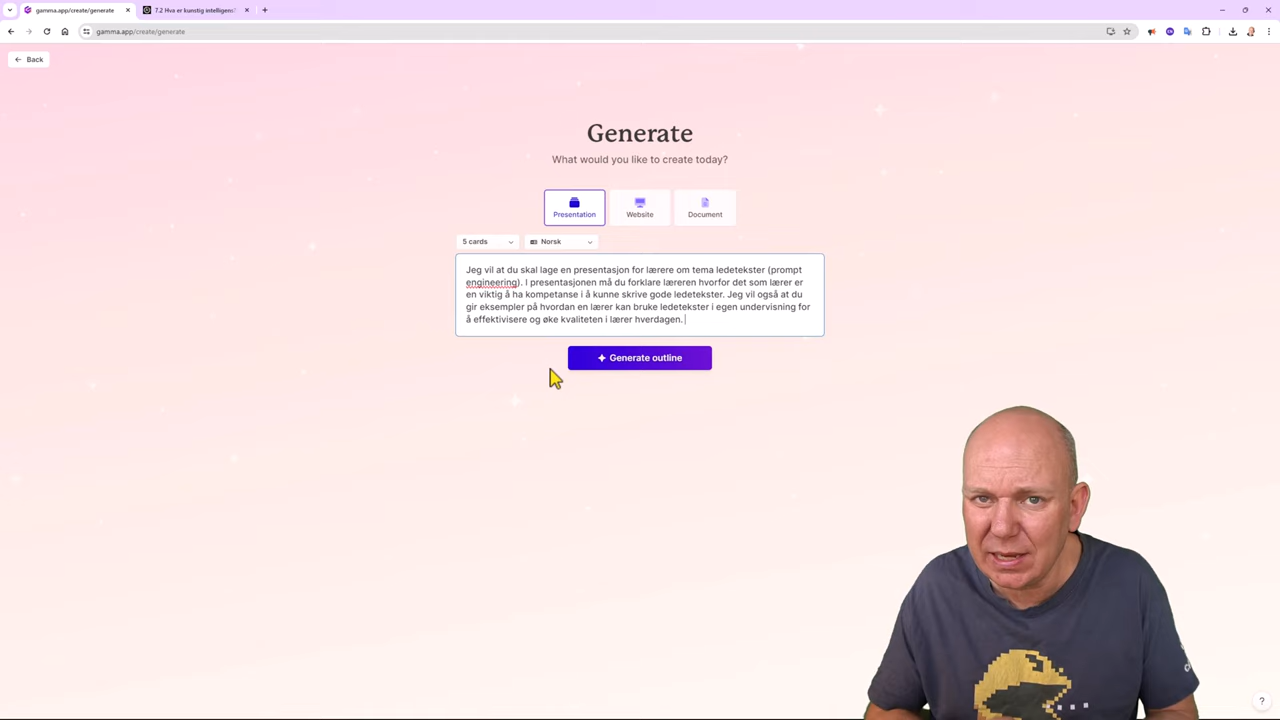 gamma.app/create/generate
7.2 Hva er kunstig intelligens?
gamma.app/create/generate
Back
Generate
What would you like to create today?
Presentation
Website
Document
5 cards
Norsk
Jeg vil at du skal lage en presentasjon for lærere om tema ledetekster (prompt
engineering). I presentasjonen må du forklare læreren hvorfor det som lærer er
en viktig å ha kompetanse i å kunne skrive gode ledetekster. Jeg vil også at du
gir eksempler på hvordan en lærer kan bruke ledetekster i egen undervisning for
å effektivisere og øke kvaliteten i lærer hverdagen.
Generate outline
?